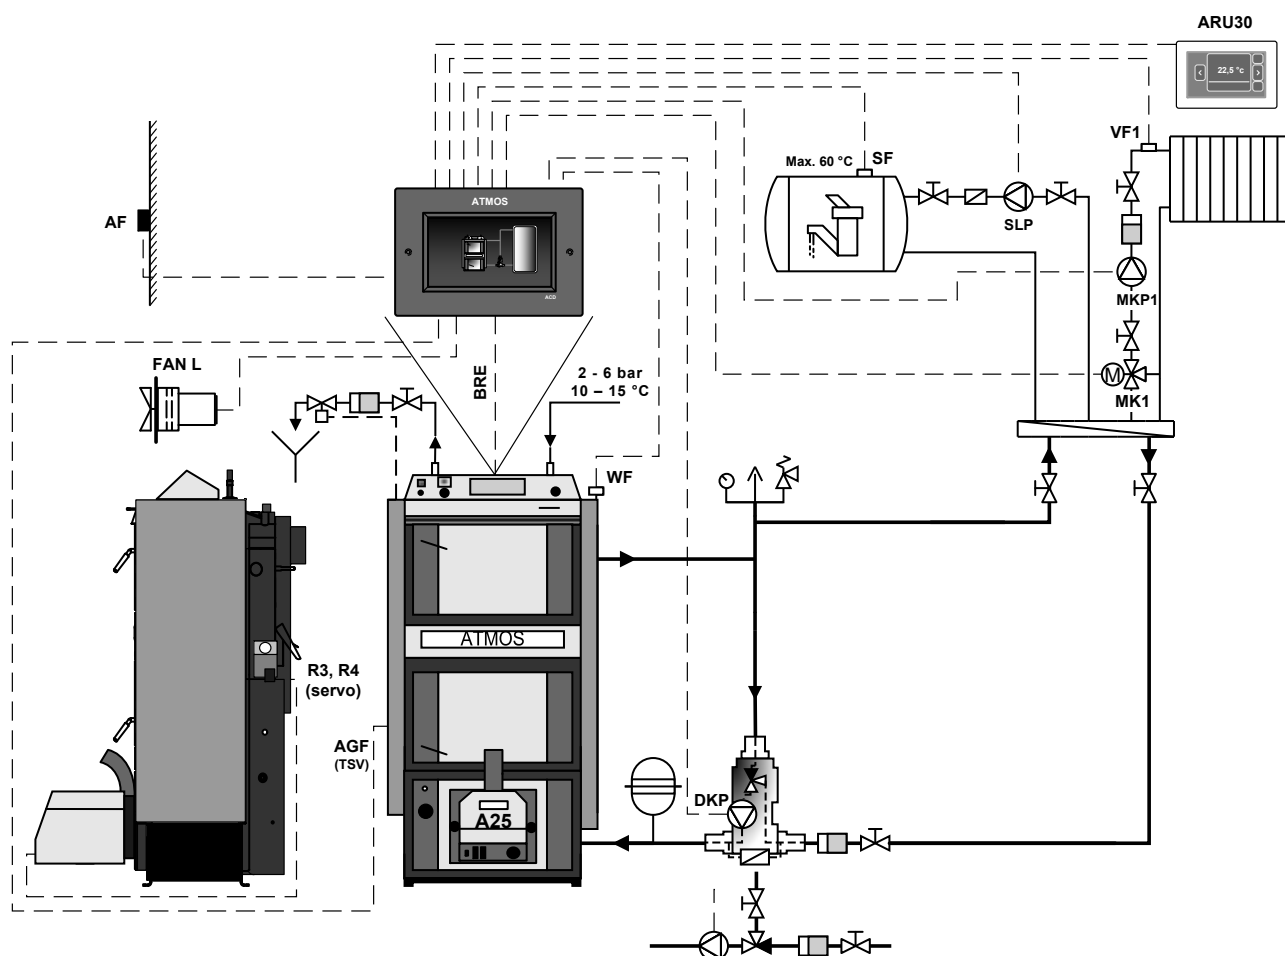 ARU30
22,5 °c
VF1
Max. 60 °C
SF
SLP
MKP1
M
MK1
AF
ATMOS
ACD
FAN L
BRE
2 - 6 bar
10 – 15 °C
WF
ATMOS
R3, R4
(servo)
AGF
(TSV)
DKP
A25